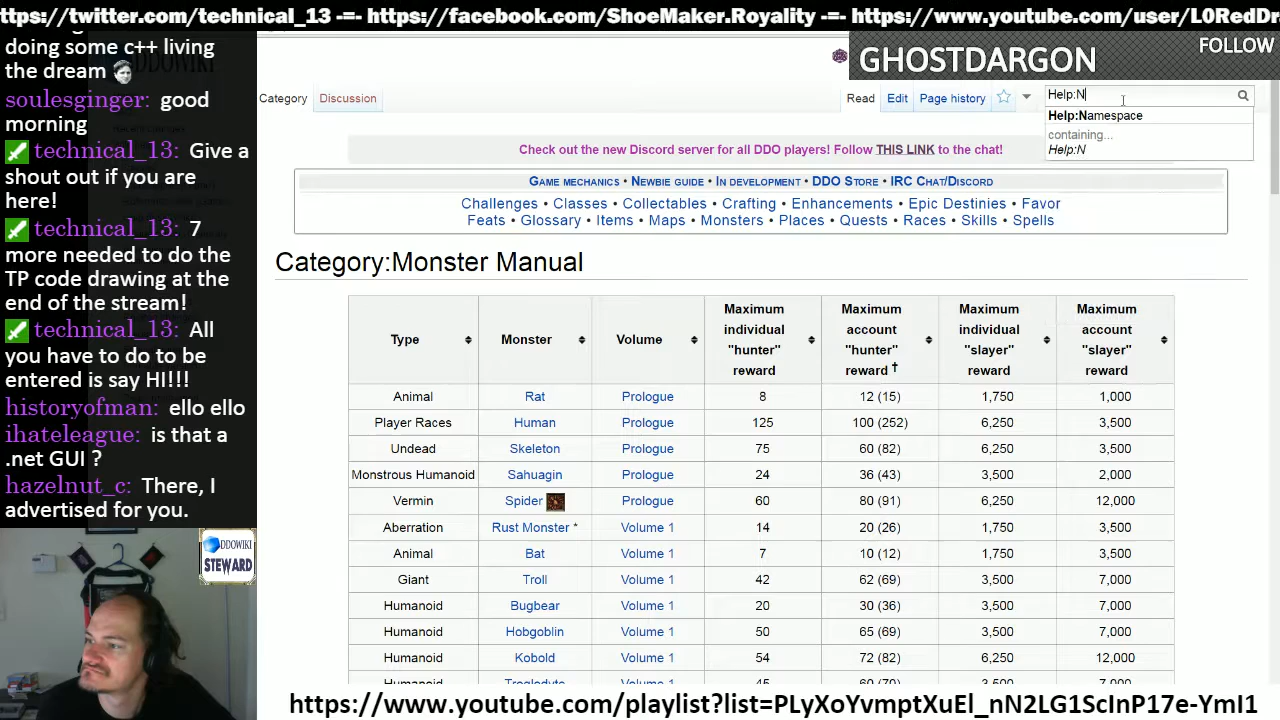 ttps://twitter.com/technical_13 -=- https://facebook.com/ShoeMaker.Royality -=- https://www.youtube.com/user/L0RedDr
doing some c++ living
the dream
soulesginger: good
morning
technical_13: Give a
shout out if you are
here!
technical_13: 7
more needed to do the
TP code drawing at the
end of the stream!
technical_13: All
you have to do to be
entered is say HI!!!
historyofman: ello ello
ihateleague: is that a
.net GUI ?
hazelnut_c: There, I
advertised for you.
DDOWIKI
STEWARD
GHOSTDARGON
FOLLOW
Category Discussion Read Edit Page history
Help:N
Help:Namespace
containing...
Help:N
Check out the new Discord server for all DDO players! Follow THIS LINK to the chat!
Game mechanics • Newbie guide • In development • DDO Store • IRC Chat/Discord
Challenges • Classes • Collectables • Crafting • Enhancements • Epic Destinies • Favor
Feats • Glossary • Items • Maps • Monsters • Places • Quests • Races • Skills • Spells
Category:Monster Manual
Type Monster Volume Maximum individual "hunter" reward Maximum account "hunter" reward † Maximum individual "slayer" reward Maximum account "slayer" reward
Animal Rat Prologue 8 12 (15) 1,750 1,000
Player Races Human Prologue 125 100 (252) 6,250 3,500
Undead Skeleton Prologue 75 60 (82) 6,250 3,500
Monstrous Humanoid Sahuagin Prologue 24 36 (43) 3,500 2,000
Vermin Spider Prologue 60 80 (91) 6,250 12,000
Aberration Rust Monster * Volume 1 14 20 (26) 1,750 3,500
Animal Bat Volume 1 7 10 (12) 1,750 3,500
Giant Troll Volume 1 42 62 (69) 3,500 7,000
Humanoid Bugbear Volume 1 20 30 (36) 3,500 7,000
Humanoid Hobgoblin Volume 1 50 65 (69) 3,500 7,000
Humanoid Kobold Volume 1 54 72 (82) 6,250 12,000
https://www.youtube.com/playlist?list=PLyXoYvmptXuEl_nN2LG1ScInP17e-YmI1